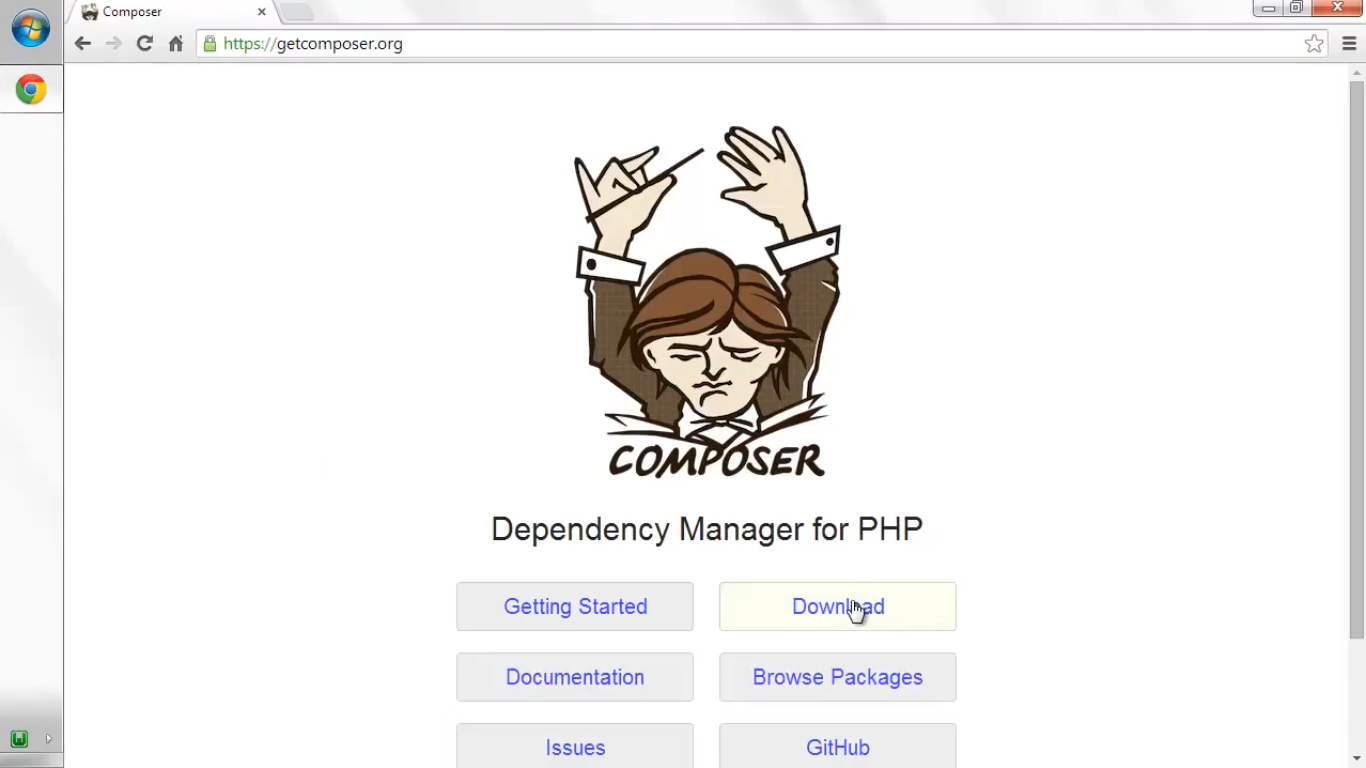 Composer
https://getcomposer.org
COMPOSER
Dependency Manager for PHP
Getting Started
Download
Documentation
Browse Packages
Issues
GitHub